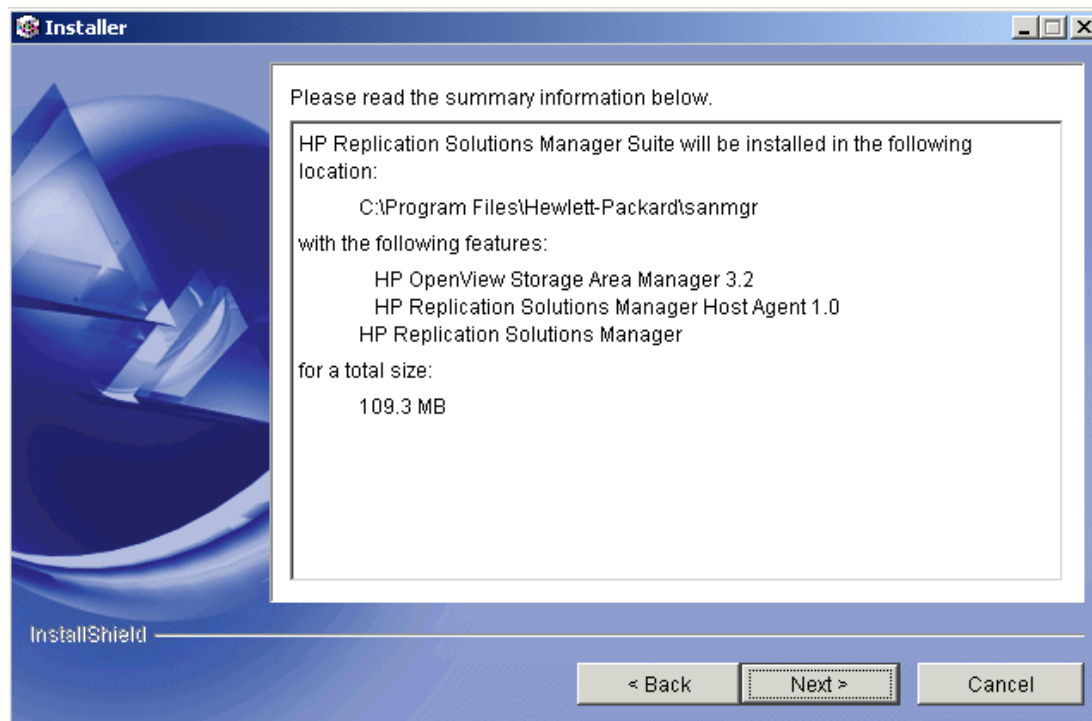 Installer
Please read the summary information below.
HP Replication Solutions Manager Suite will be installed in the following
location:
C:\Program Files\Hewlett-Packard\sanmgr
with the following features:
HP OpenView Storage Area Manager 3.2
HP Replication Solutions Manager Host Agent 1.0
HP Replication Solutions Manager
for a total size:
109.3 MB
InstallShield
< Back
Next >
Cancel